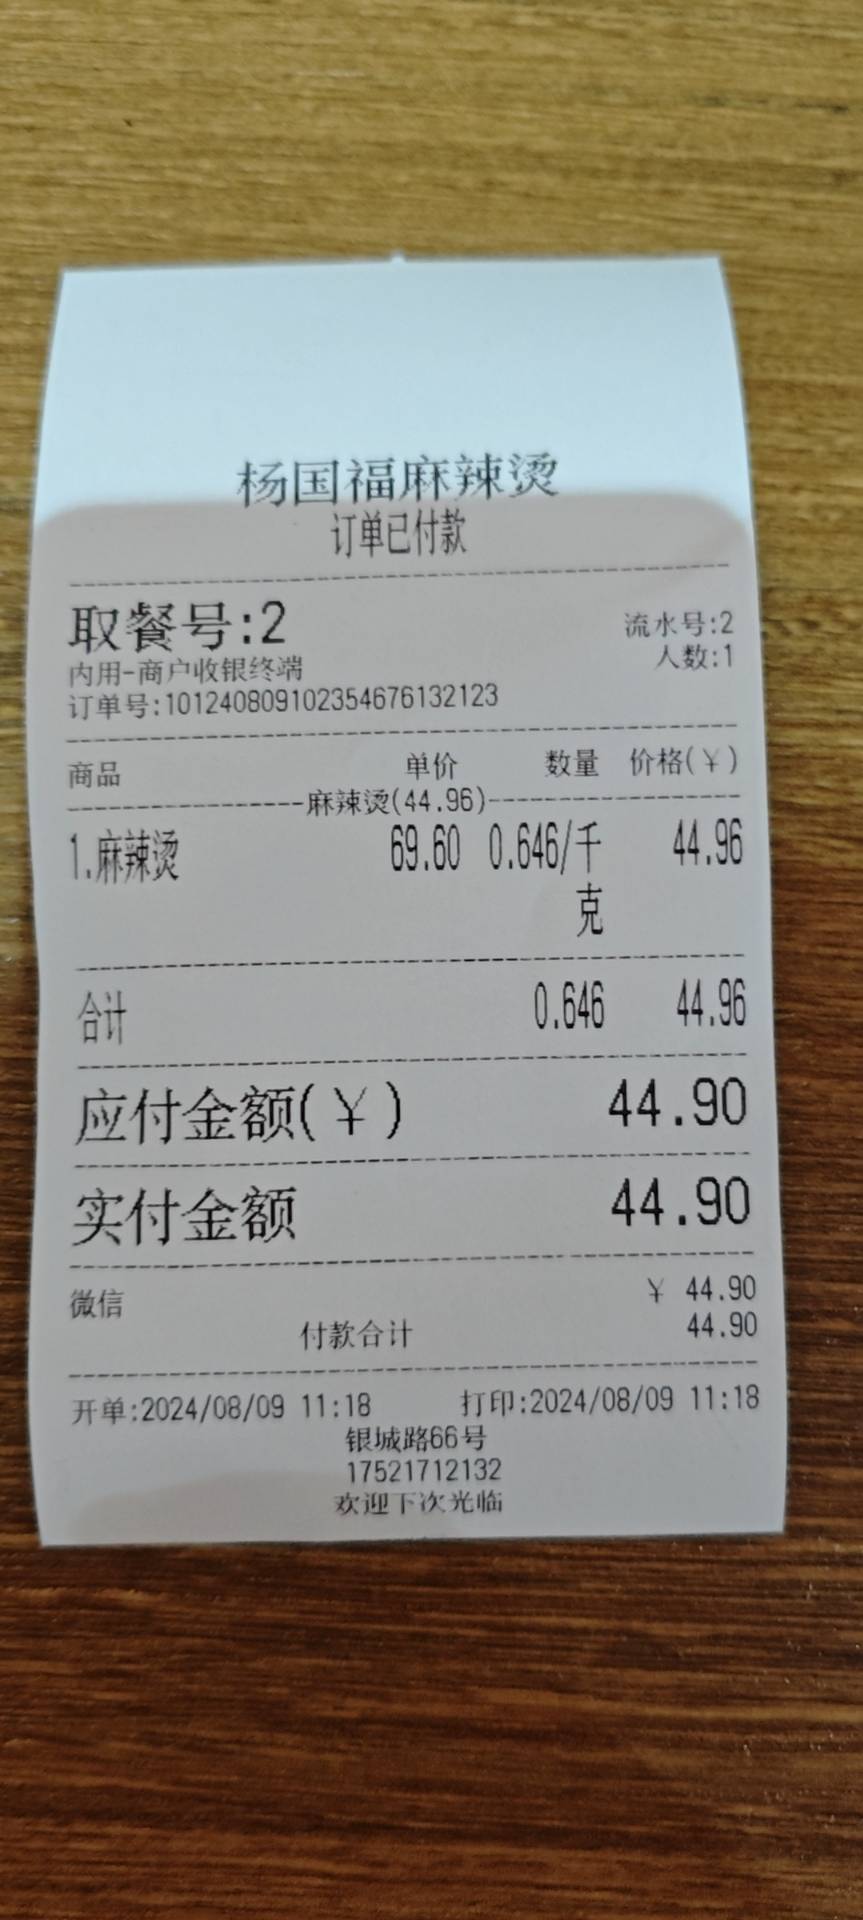 杨国福麻辣烫
订单已付款
取餐号:2 流水号:2
内用-商户收银终端 人数:1
订单号:101240809102354676132123
商品 单价 数量 价格(¥)
麻辣烫(44.96)
1.麻辣烫 69.60 0.646/千 44.96
克
合计 0.646 44.96
应付金额(¥) 44.90
实付金额 44.90
微信 ¥ 44.90
付款合计 44.90
开单:2024/08/09 11:18 打印:2024/08/09 11:18
银城路66号
17521712132
欢迎下次光临